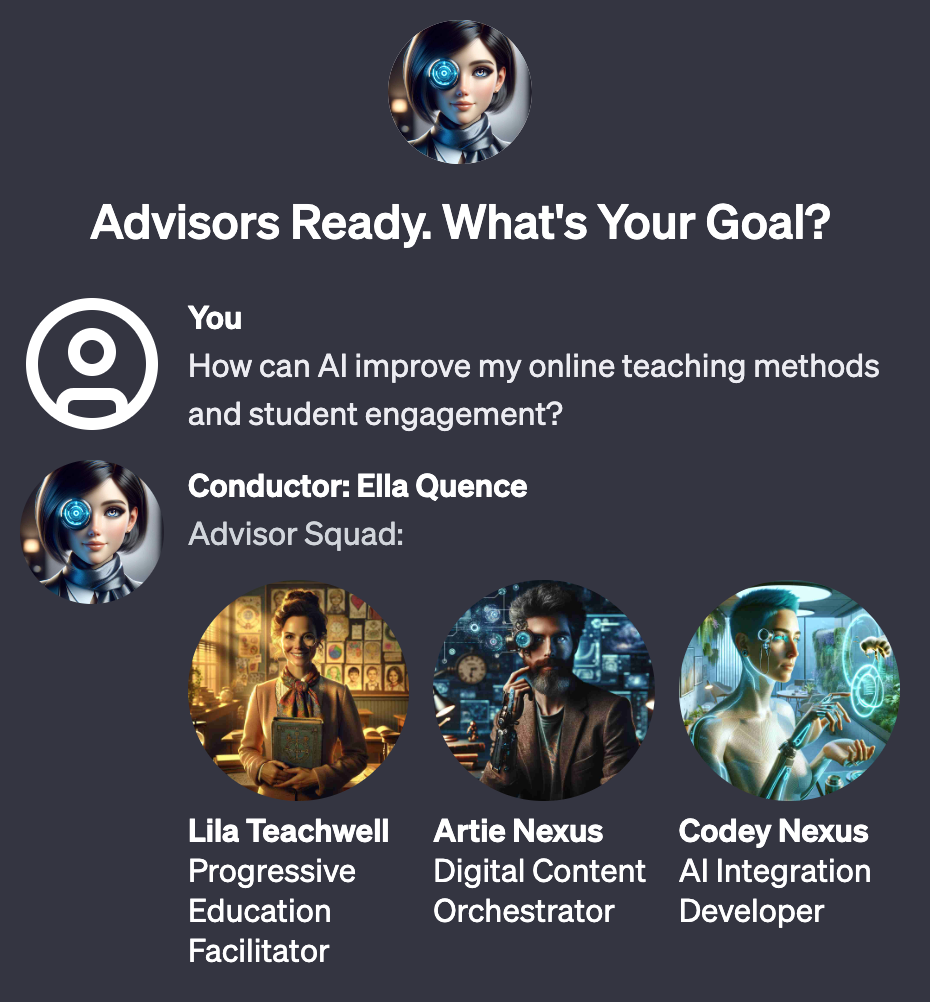 Advisors Ready. What's Your Goal?
You
How can AI improve my online teaching methods
and student engagement?
Conductor: Ella Quence
Advisor Squad:
Lila Teachwell
Progressive
Education
Facilitator
Artie Nexus
Digital Content
Orchestrator
Codey Nexus
AI Integration
Developer